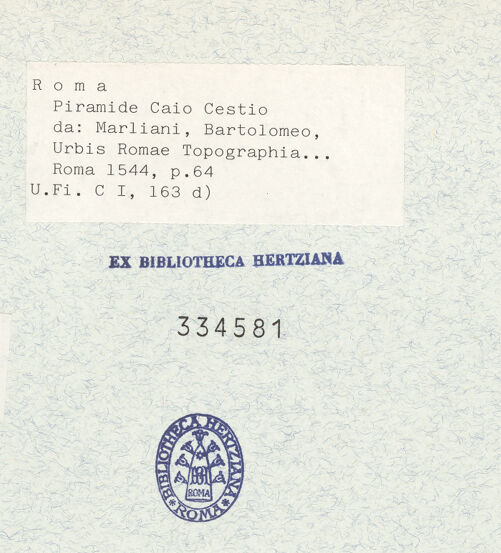 R o m a
Piramide Caio Cestio
da: Marliani, Bartolomeo,
Urbis Romae Topographia...
Roma 1544, p.64
U.Fi. C I, 163 d)
EX BIBLIOTHECA HERTZIANA
334581
BIBLIOTHECA HERTZIANA
ROMA
ROMA